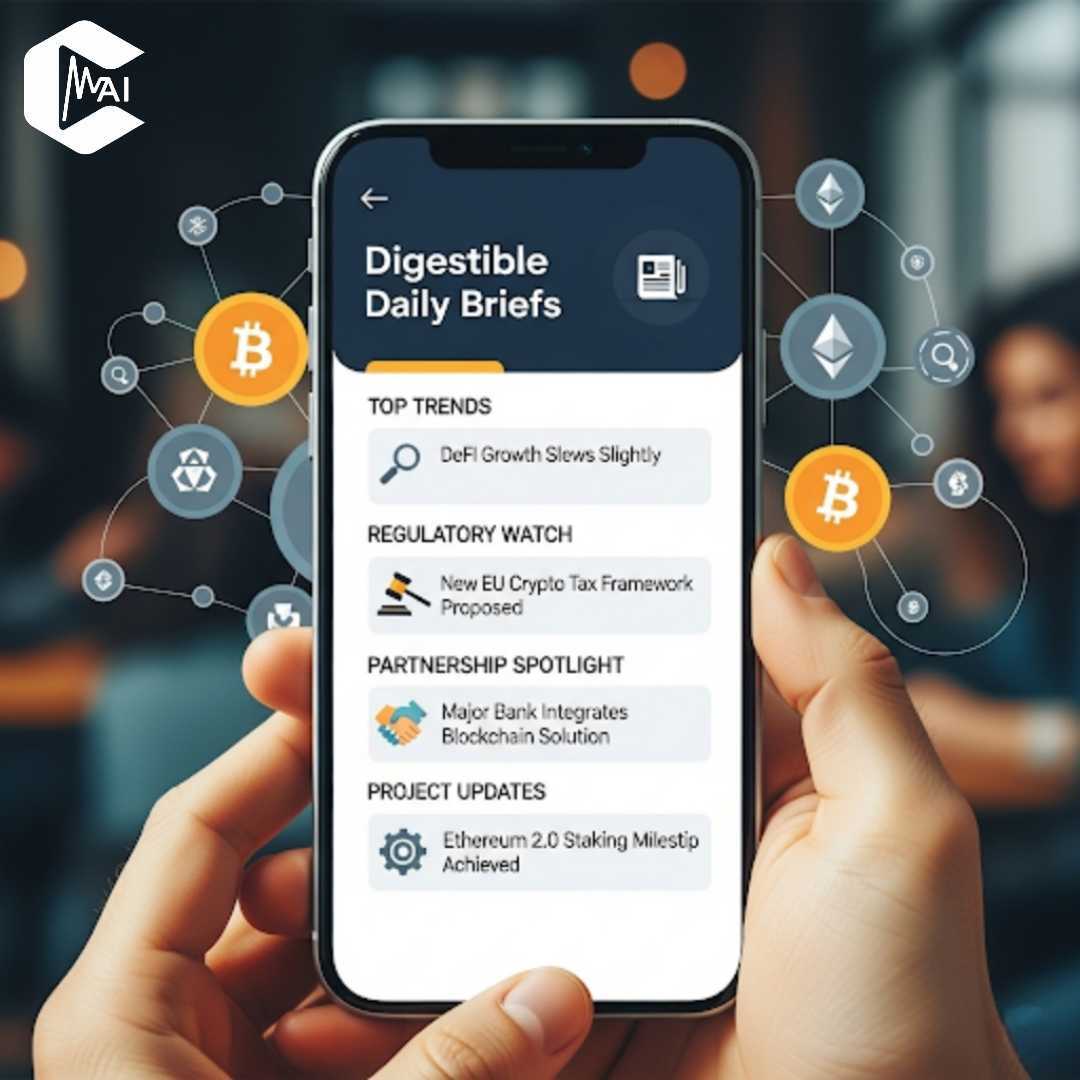 WAI
Digestible
Daily Briefs
TOP TRENDS
DeFI Growth Slews Slightly
REGULATORY WATCH
New EU Crypto Tax Framework
Proposed
PARTNERSHIP SPOTLIGHT
Major Bank Integrates
Blockchain Solution
PROJECT UPDATES
Ethereum 2.0 Staking Milestip
Achieved